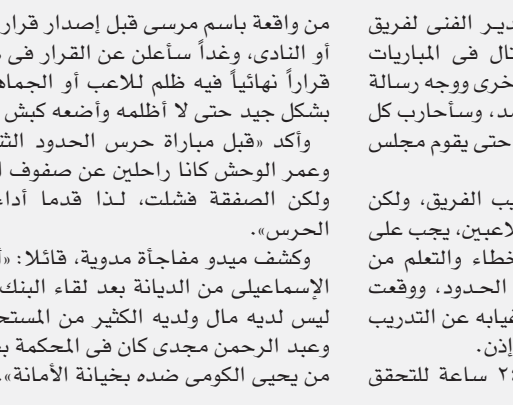 دير الفنى لفريق
تال فى المباريات
خرى ووجه رسالة
مد، وسأحارب كل
حتى يقوم مجلس
يب الفريق، ولكن
لاعبين، يجب على
خطاء والتعلم من
الحدود، ووقعت
غيابه عن التدريب
إذن.
ساعة للتحقق
من واقعة باسم مرسى قبل إصدار قرار
أو النادى، وغداً سأعلن عن القرار فى
قراراً نهائياً فيه ظلم للاعب أو الجماه
بشكل جيد حتى لا أظلمه وأضعه كبش
وأكد «قبل مباراة حرس الحدود الثن
وعمر الوحش كانا راحلين عن صفوف
ولكن الصفقة فشلت، لذا قدما أداء
الحرس».
وكشف ميدو مفاجأة مدوية، قائلا: «أ
الإسماعيلى من الديانة بعد لقاء البنك
ليس لديه مال ولديه الكثير من المستح
وعبد الرحمن مجدى كان فى المحكمة ب
من يحيى الكومى ضده بخيانة الأمانة».